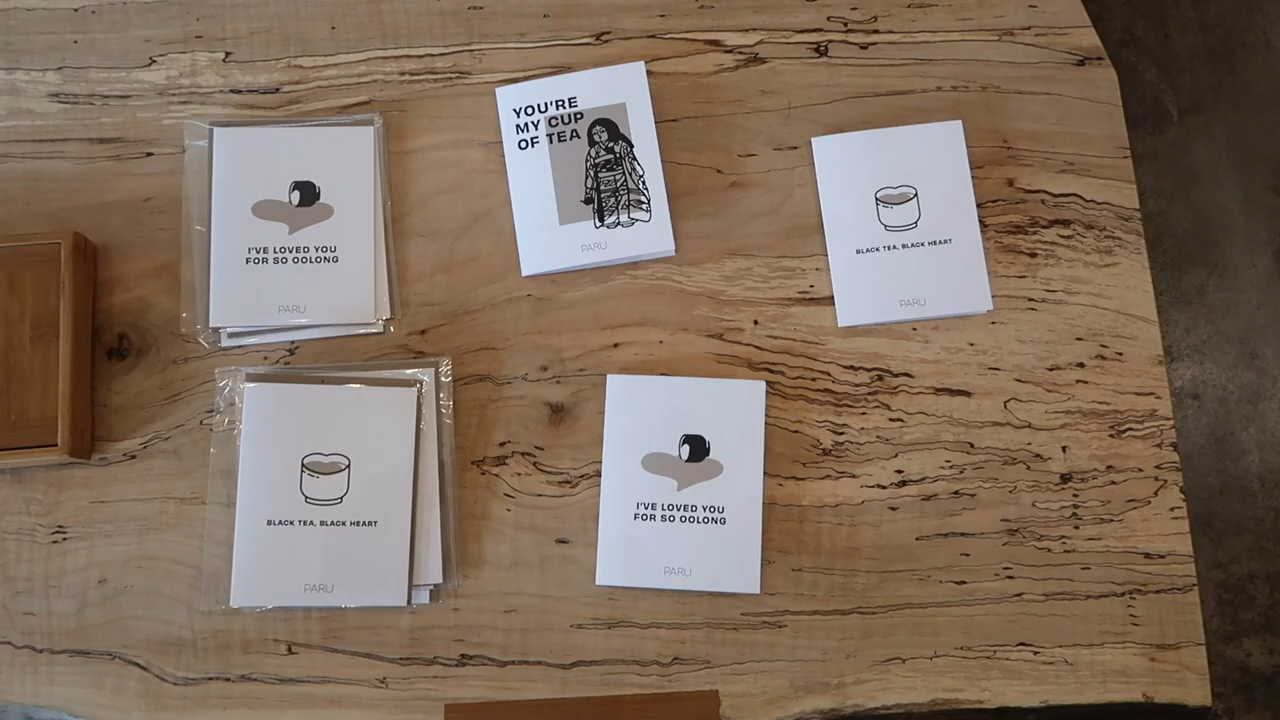 I'VE LOVED YOU
FOR SO OOLONG
PARU
YOU'RE
MY CUP
OF TEA
PARU
BLACK TEA, BLACK HEART
PARU
BLACK TEA, BLACK HEART
PARU
I'VE LOVED YOU
FOR SO OOLONG
PARU